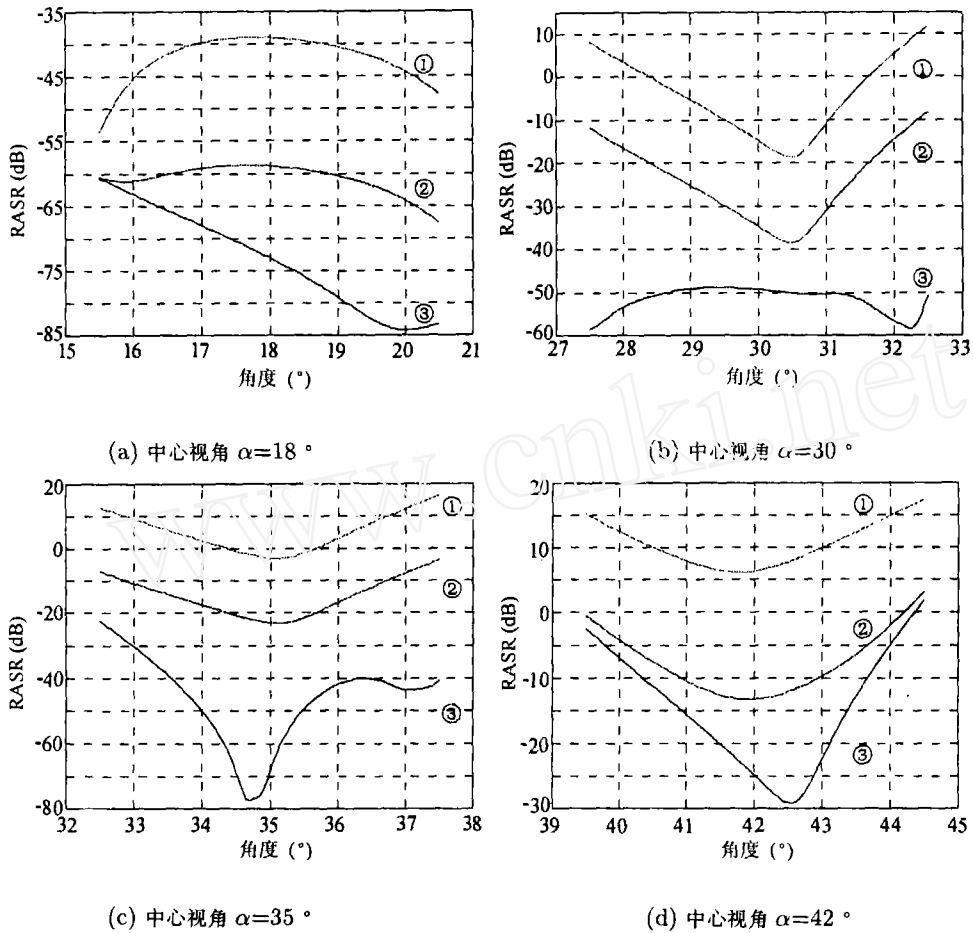 -35
-45
-55
-65
-75
-85
RASR (dB)
①
②
③
15 16 17 18 19 20 21
角度 (°)
(a) 中心视角 α=18 °
10
0
-10
-20
-30
-40
-50
-60
RASR (dB)
①
②
③
27 28 29 30 31 32 33
角度 (°)
(b) 中心视角 α=30 °
20
0
-20
-40
-60
-80
RASR (dB)
①
②
③
32 33 34 35 36 37 38
角度 (°)
(c) 中心视角 α=35 °
20
10
0
-10
-20
-30
RASR (dB)
①
②
③
39 40 41 42 43 44 45
角度 (°)
(d) 中心视角 α=42 °
www.cnki.net